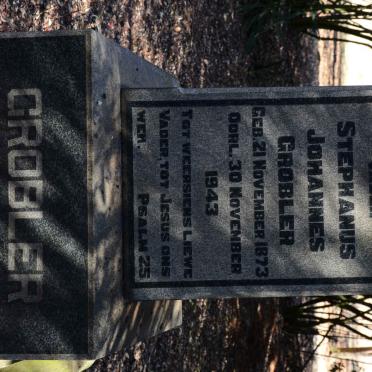 STEPHANUS
JOHANNES
GROBLER
GEB. 21 NOVEMBER 1873
OORL. 30 NOVEMBER
1943
TOT WEERSIENS LIEWE
VADER, TOT JESUS ONS
WEK. PSALM 25
GROBLER